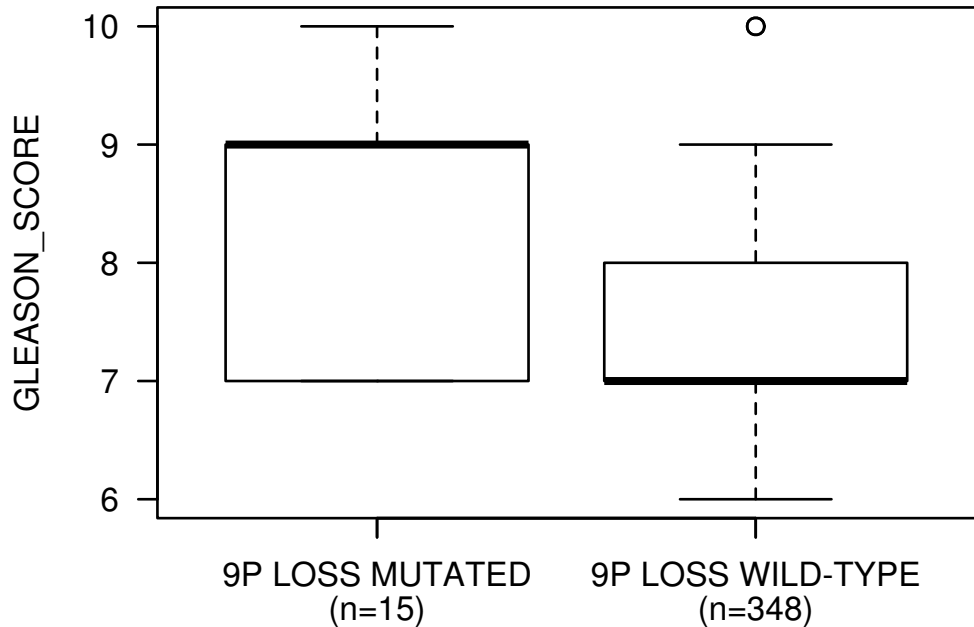 GLEASON_SCORE
10
9
8
7
6
9P LOSS MUTATED
(n=15)
9P LOSS WILD-TYPE
(n=348)